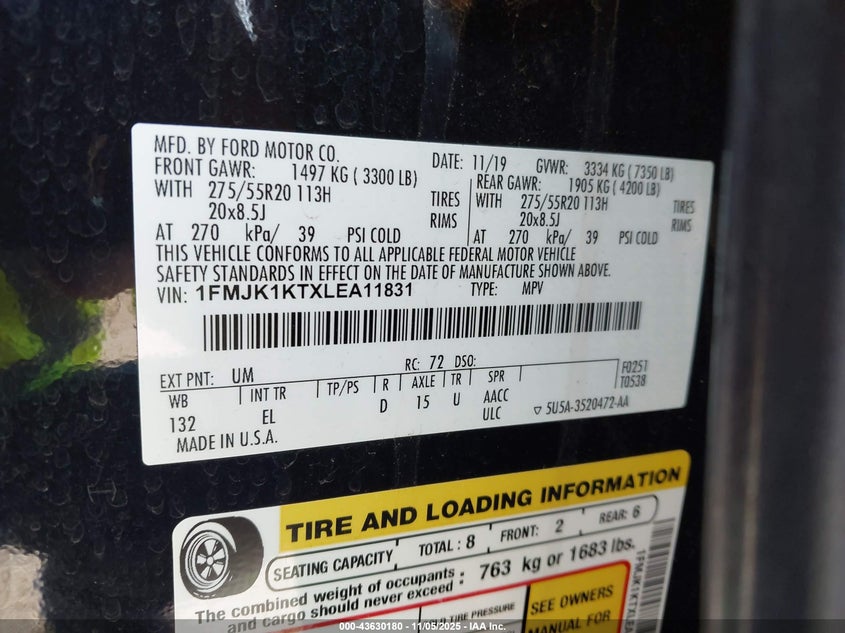 MFD. BY FORD MOTOR CO.
DATE: 11/19 GVWR: 3334 KG ( 7350 LB)
FRONT GAWR: 1497 KG ( 3300 LB)
REAR GAWR: 1905 KG ( 4200 LB)
WITH 275/55R20 113H TIRES
WITH 275/55R20 113H TIRES
20x8.5J RIMS
20x8.5J RIMS
AT 270 kPa/ 39 PSI COLD
AT 270 kPa/ 39 PSI COLD
THIS VEHICLE CONFORMS TO ALL APPLICABLE FEDERAL MOTOR VEHICLE
SAFETY STANDARDS IN EFFECT ON THE DATE OF MANUFACTURE SHOWN ABOVE.
VIN: 1FMJK1KTXLEA11831 TYPE: MPV
EXT PNT: UM RC: 72 DSO:
F0251
T0538
WB INT TR TP/PS R AXLE TR SPR
132 EL D 15 U AACC
ULC ▽ 5U5A-3520472-AA
MADE IN U.S.A.
TIRE AND LOADING INFORMATION
SEATING CAPACITY TOTAL: 8 FRONT: 2 REAR: 6
The combined weight of occupants
and cargo should never exceed : 763 kg or 1683 lbs.
TIRE PRESSURE
SEE OWNERS
MANUAL FOR
1FMJK1KTXLEA
000-43630180 - 11/05/2025 - IAA, Inc.